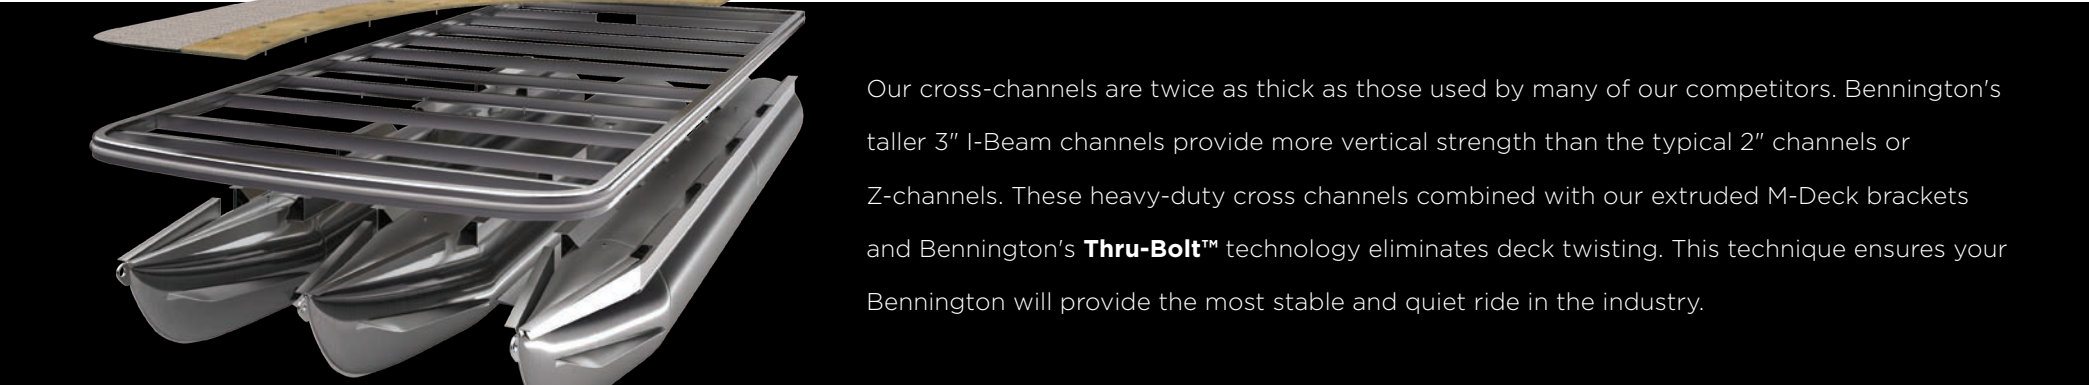 Our cross-channels are twice as thick as those used by many of our competitors. Bennington's
taller 3" I-Beam channels provide more vertical strength than the typical 2" channels or
Z-channels. These heavy-duty cross channels combined with our extruded M-Deck brackets
and Bennington's Thru-Bolt™ technology eliminates deck twisting. This technique ensures your
Bennington will provide the most stable and quiet ride in the industry.